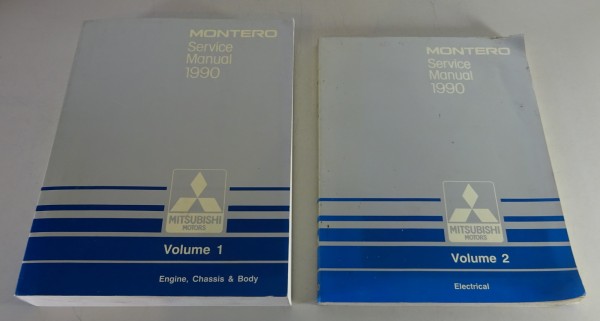 MONTERO
Service
Manual
1990
MITSUBISHI
MOTORS
Volume 1
Engine, Chassis & Body
MONTERO
Service
Manual
1990
MITSUBISHI
MOTORS
Volume 2
Electrical